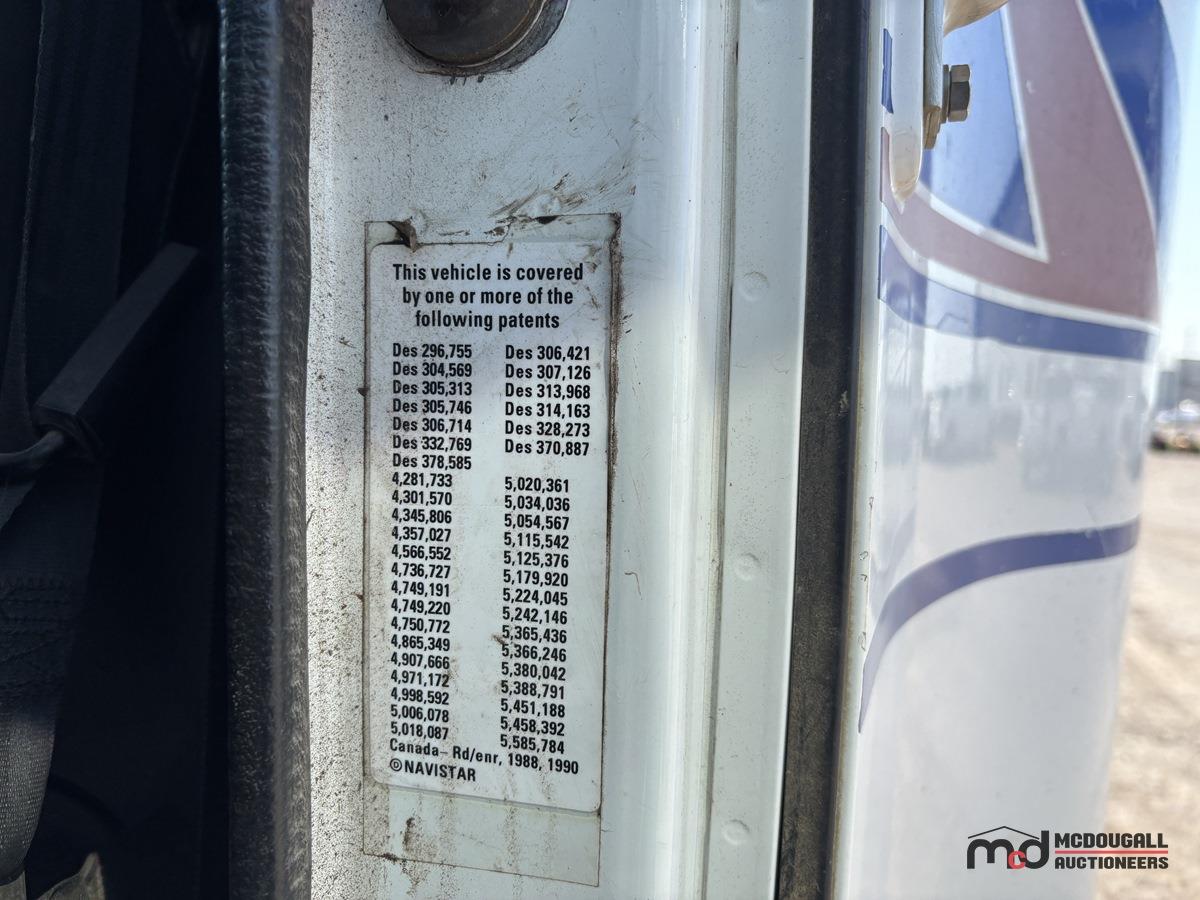 This vehicle is covered
by one or more of the
following patents
Des 296,755
Des 304,569
Des 305,313
Des 305,746
Des 306,714
Des 332,769
Des 378,585
4,281,733
4,301,570
4,345,806
4,357,027
4,566,552
4,736,727
4,749,191
4,749,220
4,750,772
4,865,349
4,907,666
4,971,172
4,998,592
5,006,078
5,018,087
Des 306,421
Des 307,126
Des 313,968
Des 314,163
Des 328,273
Des 370,887
5,020,361
5,034,036
5,054,567
5,115,542
5,125,376
5,179,920
5,224,045
5,242,146
5,365,436
5,366,246
5,380,042
5,388,791
5,451,188
5,458,392
5,585,784
Canada– Rd/enr, 1988, 1990
©NAVISTAR
mcd MCDOUGALL
AUCTIONEERS